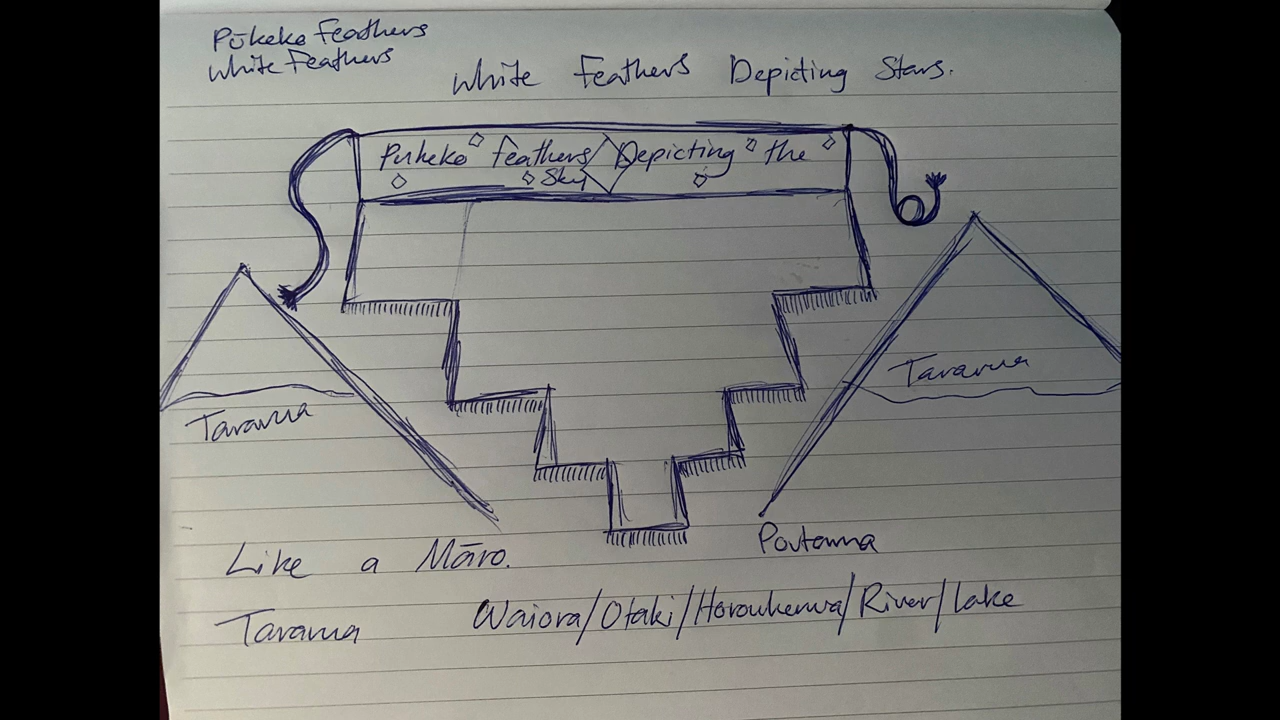 Pūkeko Feathers
White Feathers
White Feathers Depicting Stars.
Pukeko feathers Depicting the
Sky
Tararua
Tararua
Poutama
Like a Māro.
Tararua
Waiora/Otaki/Horowhenua/River/Lake